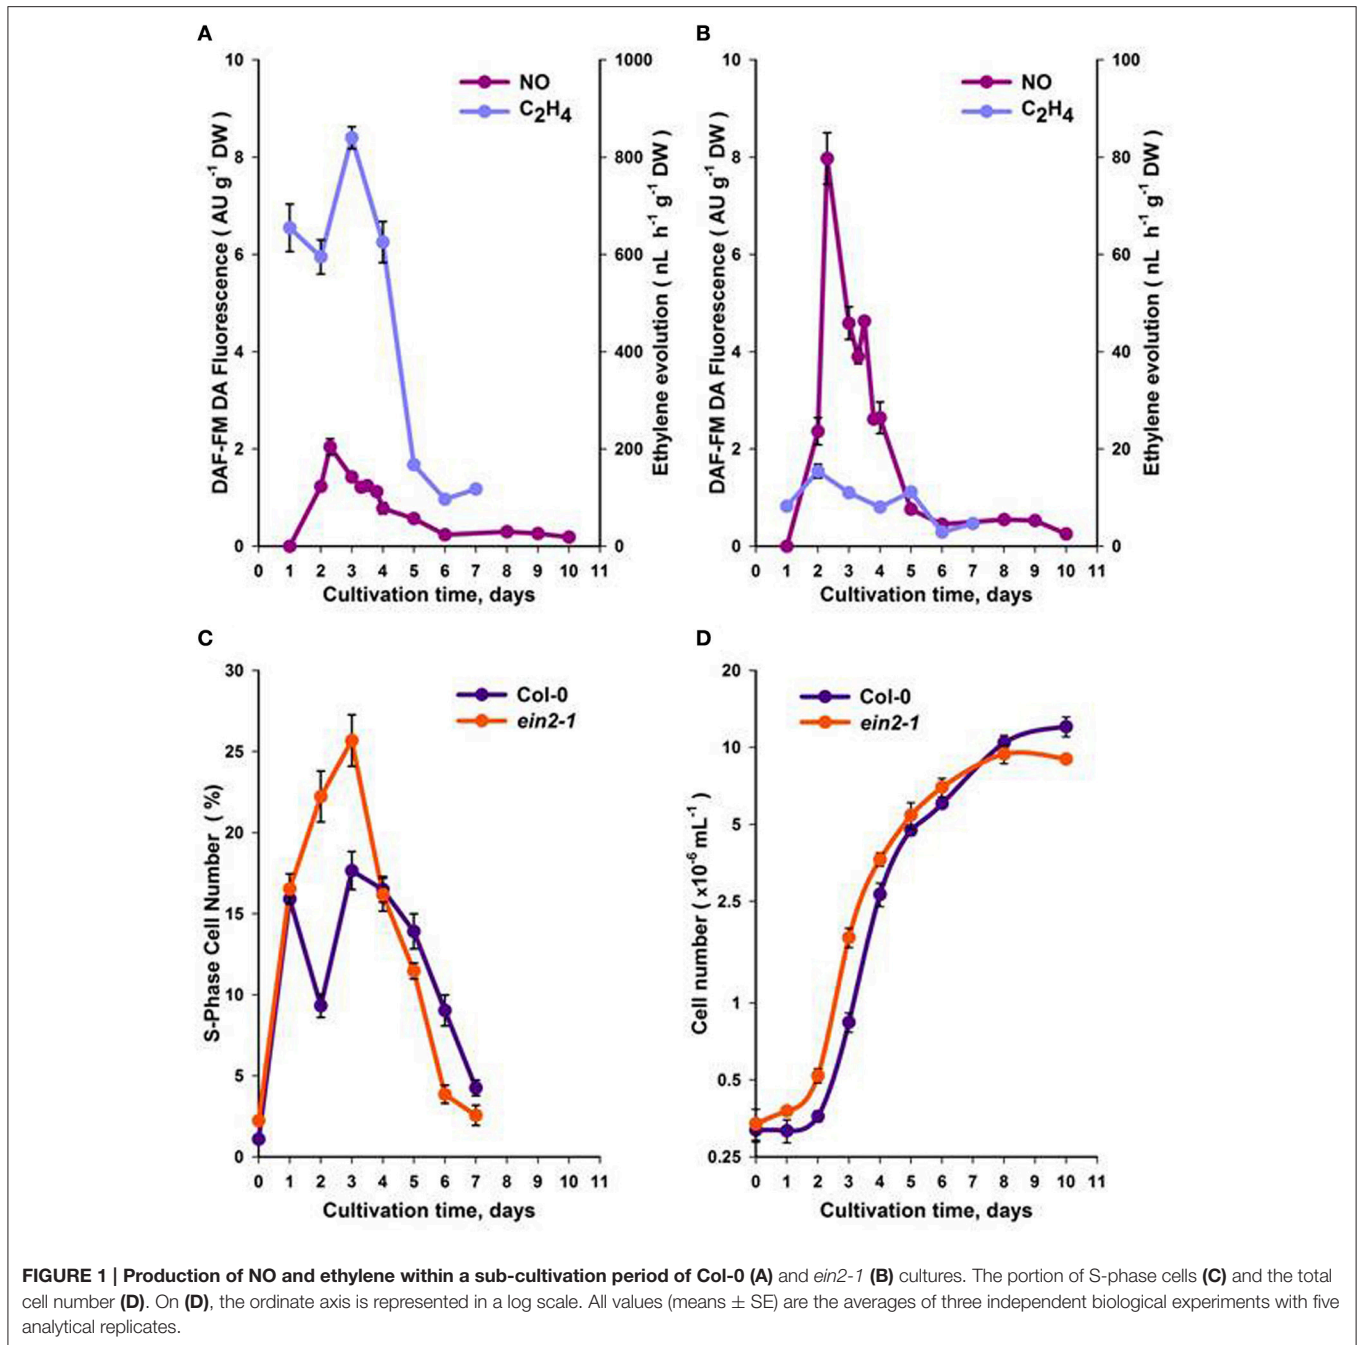 A
10
8
6
4
2
0
DAF-FM DA Fluorescence ( AU g-1 DW )
1000
800
600
400
200
0
Ethylene evolution ( nL h-1 g-1 DW )
NO
C2H4
0 1 2 3 4 5 6 7 8 9 10 11
Cultivation time, days
B
10
8
6
4
2
0
DAF-FM DA Fluorescence ( AU g-1 DW )
100
80
60
40
20
0
Ethylene evolution ( nL h-1 g-1 DW )
NO
C2H4
0 1 2 3 4 5 6 7 8 9 10 11
Cultivation time, days
C
30
25
20
15
10
5
0
S-Phase Cell Number (%)
Col-0
ein2-1
0 1 2 3 4 5 6 7 8 9 10 11
Cultivation time, days
D
20
10
5
2.5
1
0.5
0.25
Cell number ( x10-6 mL-1 )
Col-0
ein2-1
0 1 2 3 4 5 6 7 8 9 10 11
Cultivation time, days
FIGURE 1 | Production of NO and ethylene within a sub-cultivation period of Col-0 (A) and ein2-1 (B) cultures. The portion of S-phase cells (C) and the total
cell number (D). On (D), the ordinate axis is represented in a log scale. All values (means ± SE) are the averages of three independent biological experiments with five
analytical replicates.